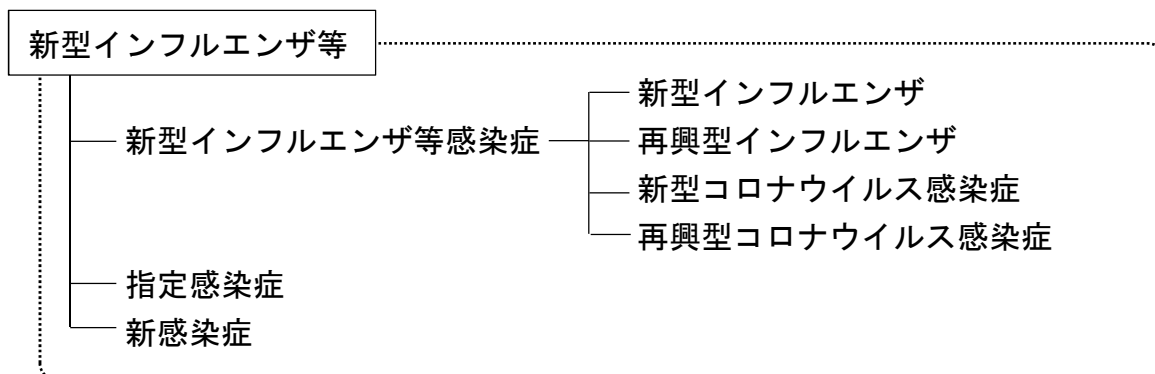 新型インフルエンザ等
新型インフルエンザ等感染症
新型インフルエンザ
再興型インフルエンザ
新型コロナウイルス感染症
再興型コロナウイルス感染症
指定感染症
新感染症